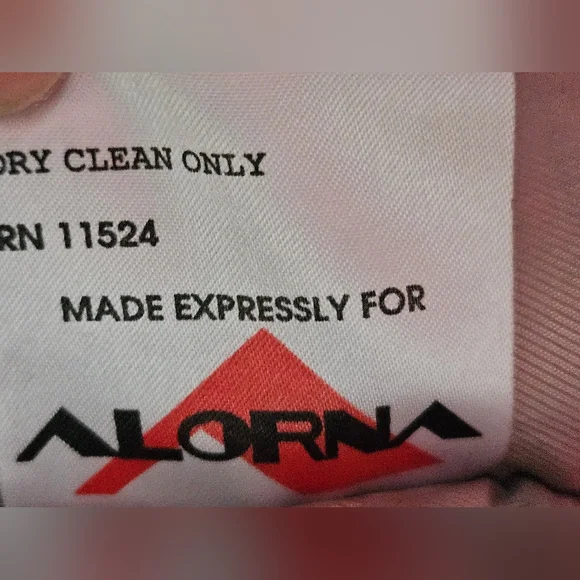 DRY CLEAN ONLY
RN 11524
MADE EXPRESSLY FOR
ALORNA